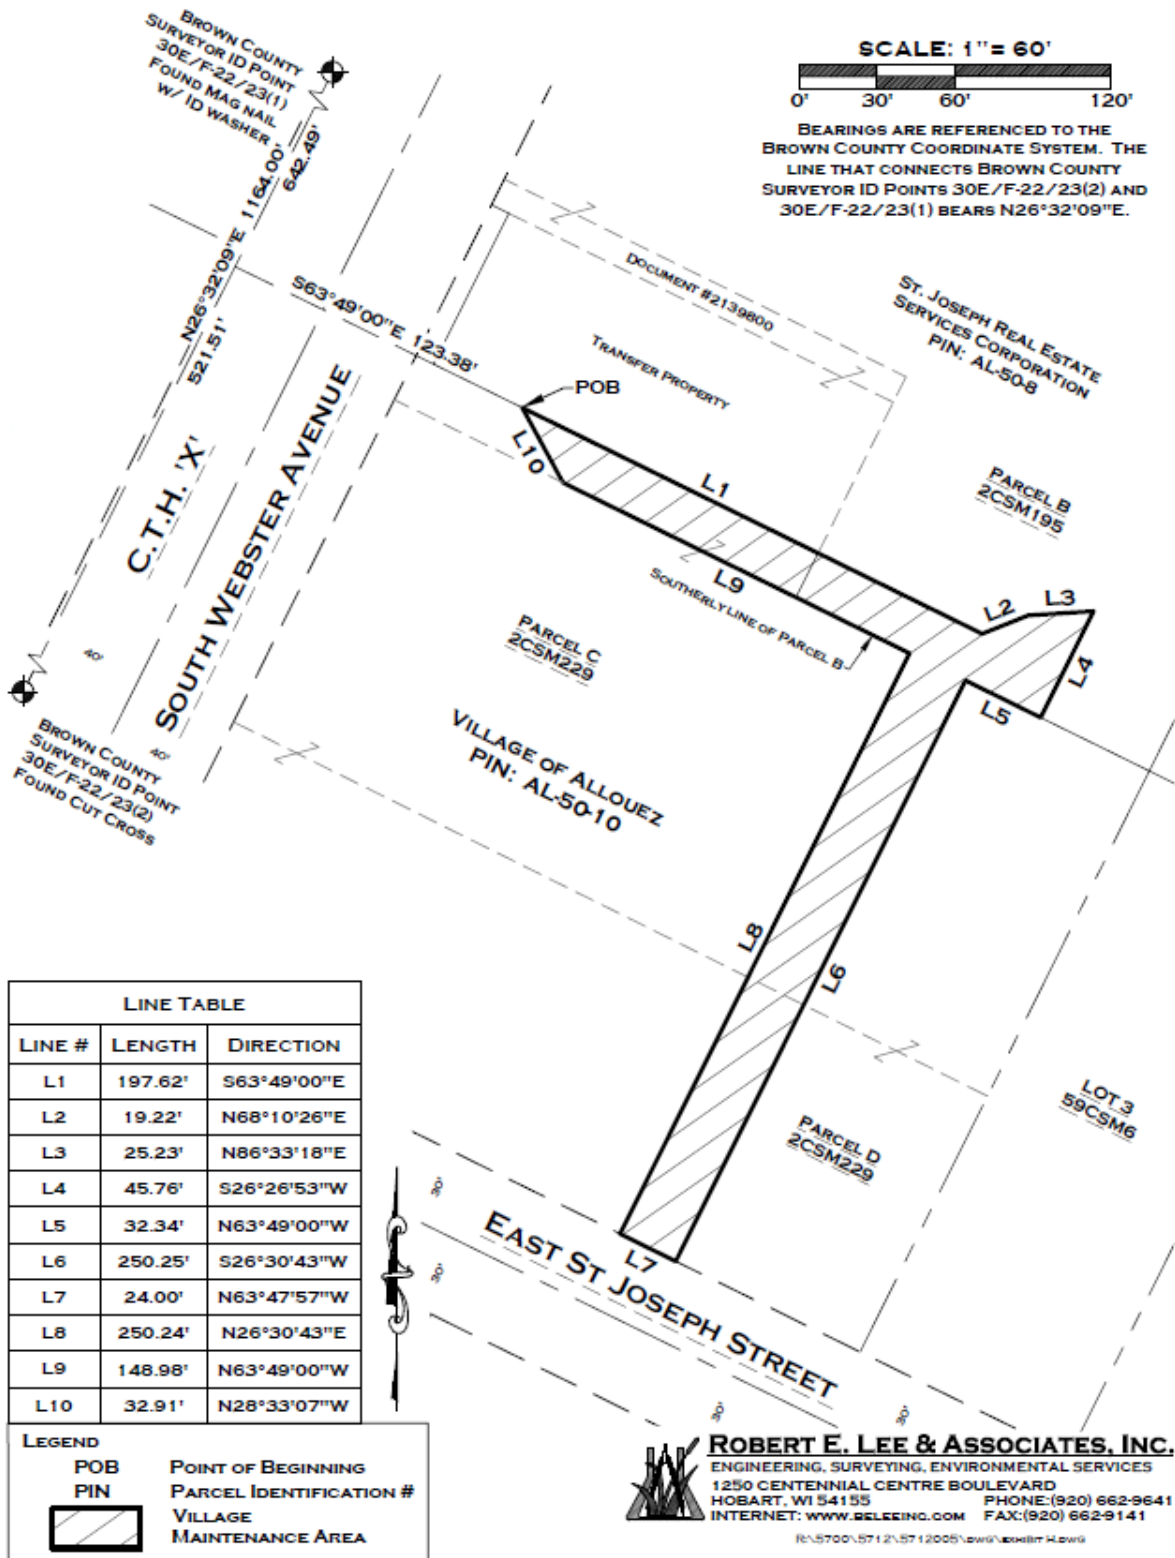 BROWN COUNTY
SURVEYOR ID POINT
30E/F-22/23(1)
FOUND MAG NAIL
W/ ID WASHER
SCALE: 1"= 60'
0' 30' 60' 120'
BEARINGS ARE REFERENCED TO THE
BROWN COUNTY COORDINATE SYSTEM. THE
LINE THAT CONNECTS BROWN COUNTY
SURVEYOR ID POINTS 30E/F-22/23(2) AND
30E/F-22/23(1) BEARS N26°32'09"E.
N26°32'09"E 1164.00'
642.49'
521.51'
S63°49'00"E 123.38'
DOCUMENT #2139800
TRANSFER PROPERTY
ST. JOSEPH REAL ESTATE
SERVICES CORPORATION
PIN: AL-50-8
POB
L10
L1
PARCEL B
2CSM195
L9
SOUTHERLY LINE OF PARCEL B
L2
L3
L4
L5
C.T.H. 'X'
SOUTH WEBSTER AVENUE
40'
40'
PARCEL C
2CSM229
VILLAGE OF ALLOUEZ
PIN: AL-50-10
BROWN COUNTY
SURVEYOR ID POINT
30E/F-22/23(2)
FOUND CUT CROSS
L8
L6
LOT 3
59CSM6
PARCEL D
2CSM229
L7
EAST ST JOSEPH STREET
30'
30'
30'
30'
LINE TABLE
LINE # LENGTH DIRECTION
L1 197.62' S63°49'00"E
L2 19.22' N68°10'26"E
L3 25.23' N86°33'18"E
L4 45.76' S26°26'53"W
L5 32.34' N63°49'00"W
L6 250.25' S26°30'43"W
L7 24.00' N63°47'57"W
L8 250.24' N26°30'43"E
L9 148.98' N63°49'00"W
L10 32.91' N28°33'07"W
LEGEND
POB POINT OF BEGINNING
PIN PARCEL IDENTIFICATION #
VILLAGE
MAINTENANCE AREA
ROBERT E. LEE & ASSOCIATES, INC.
ENGINEERING, SURVEYING, ENVIRONMENTAL SERVICES
1250 CENTENNIAL CENTRE BOULEVARD
HOBART, WI 54155 PHONE:(920) 662-9641
INTERNET: WWW.RELEEINC.COM FAX:(920) 662-9141
R:\5700\5712\5712005\DWG\EXHIBIT H.DWG